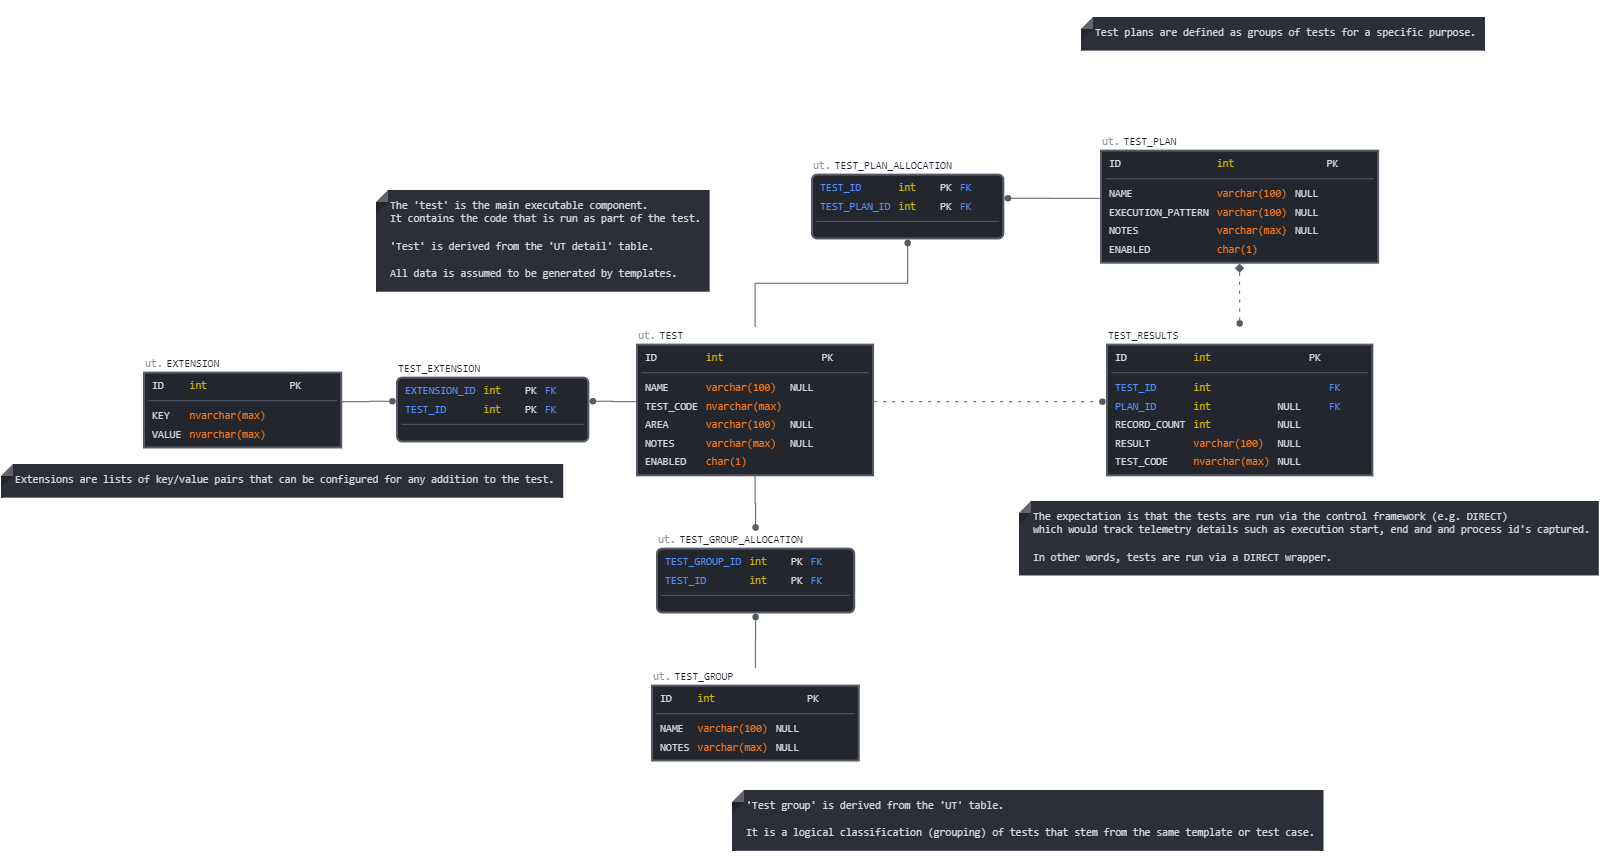 Test plans are defined as groups of tests for a specific purpose.
ut. TEST_PLAN
ID int PK
NAME varchar(100) NULL
EXECUTION_PATTERN varchar(100) NULL
NOTES varchar(max) NULL
ENABLED char(1)
ut. TEST_PLAN_ALLOCATION
TEST_ID int PK FK
TEST_PLAN_ID int PK FK
The 'test' is the main executable component.
It contains the code that is run as part of the test.
'Test' is derived from the 'UT detail' table.
All data is assumed to be generated by templates.
ut. EXTENSION
ID int PK
KEY nvarchar(max)
VALUE nvarchar(max)
TEST_EXTENSION
EXTENSION_ID int PK FK
TEST_ID int PK FK
ut. TEST
ID int PK
NAME varchar(100) NULL
TEST_CODE nvarchar(max)
AREA varchar(100) NULL
NOTES varchar(max) NULL
ENABLED char(1)
TEST_RESULTS
ID int PK
TEST_ID int FK
PLAN_ID int NULL FK
RECORD_COUNT int NULL
RESULT varchar(100) NULL
TEST_CODE nvarchar(max) NULL
Extensions are lists of key/value pairs that can be configured for any addition to the test.
The expectation is that the tests are run via the control framework (e.g. DIRECT)
which would track telemetry details such as execution start, end and and process id's captured.
In other words, tests are run via a DIRECT wrapper.
ut. TEST_GROUP_ALLOCATION
TEST_GROUP_ID int PK FK
TEST_ID int PK FK
ut. TEST_GROUP
ID int PK
NAME varchar(100) NULL
NOTES varchar(max) NULL
'Test group' is derived from the 'UT' table.
It is a logical classification (grouping) of tests that stem from the same template or test case.